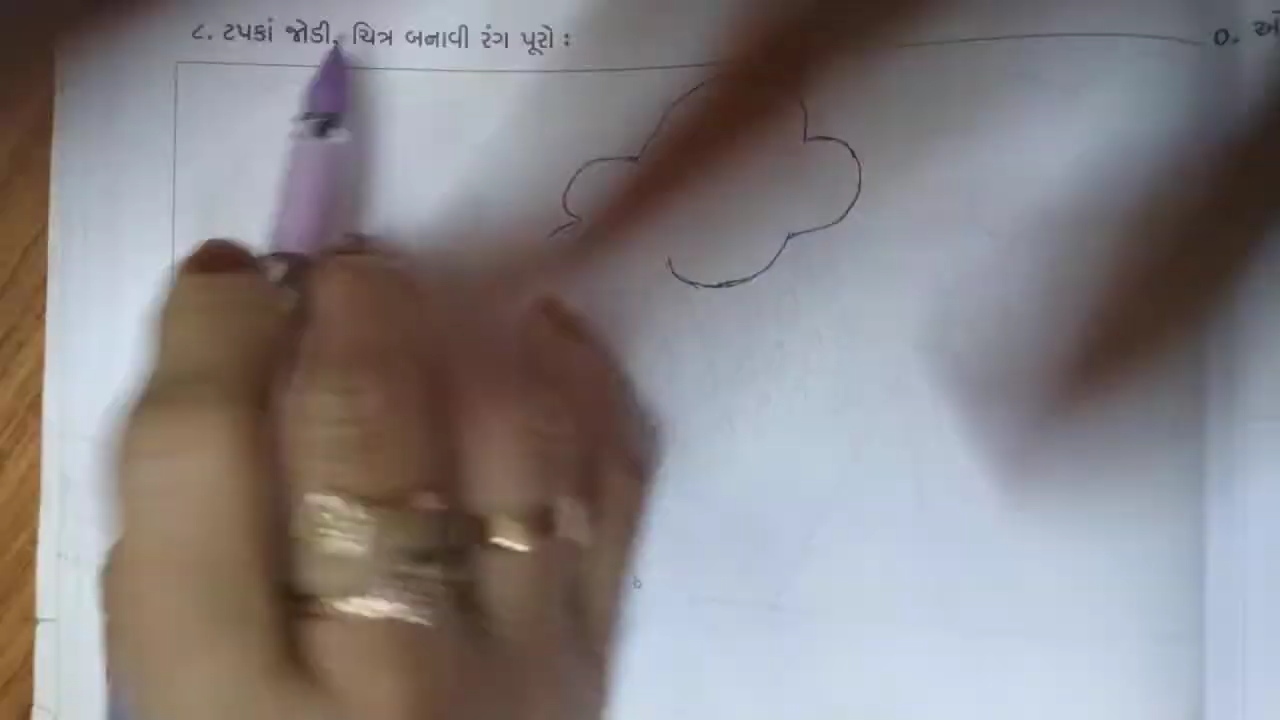 ૮. ટપકાં જોડી, ચિત્ર બનાવી રંગ પૂરો :